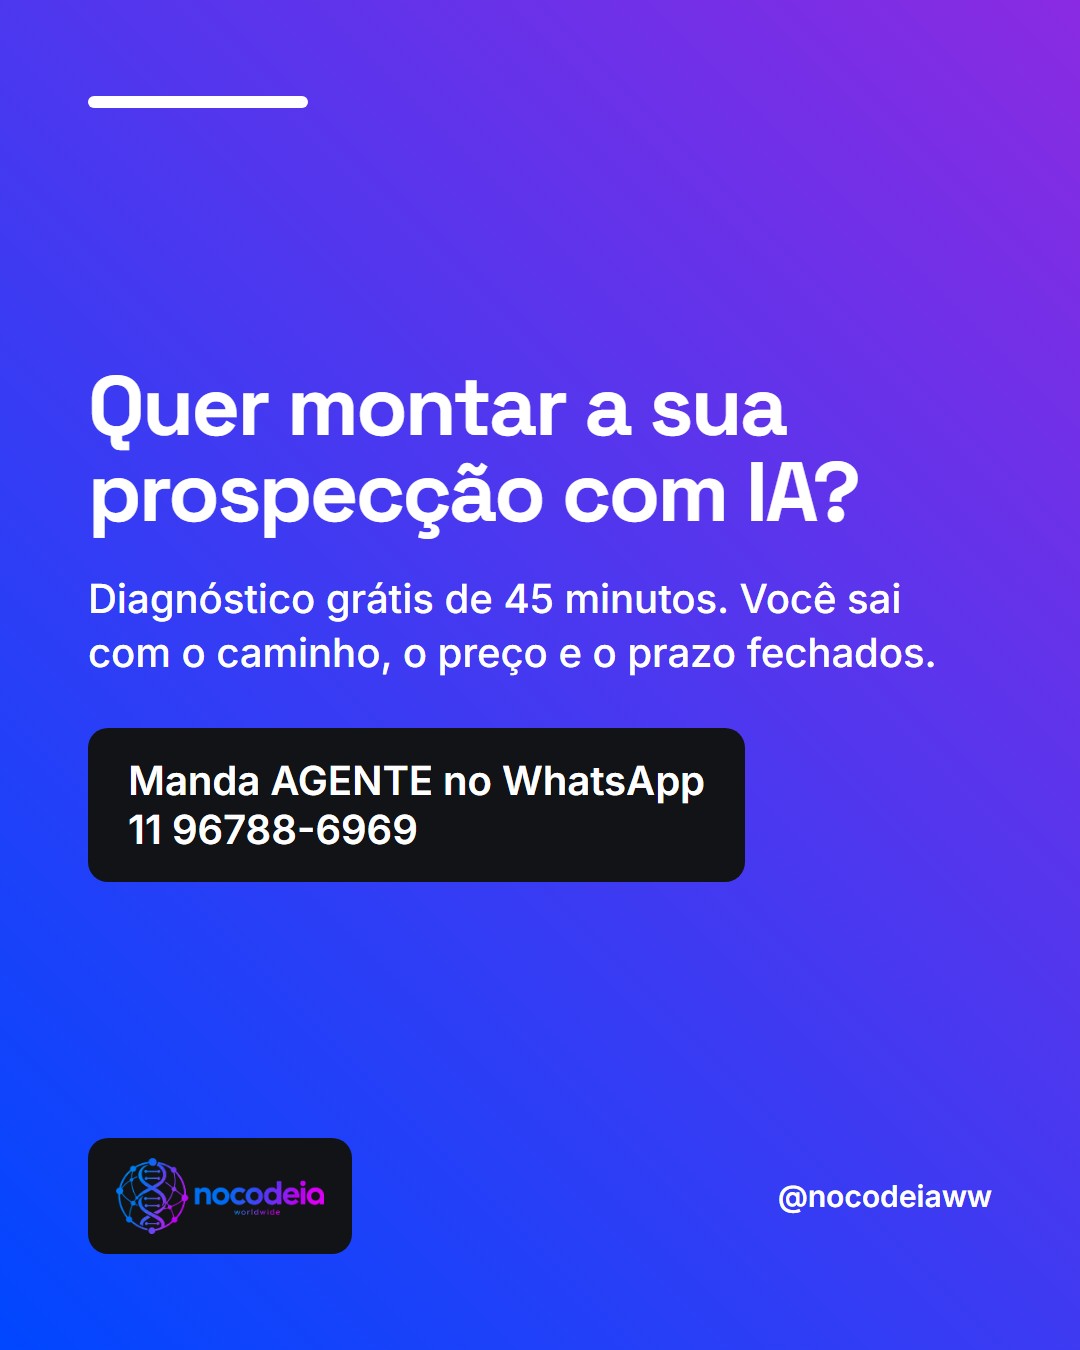 Quer montar a sua
prospecção com IA?
Diagnóstico grátis de 45 minutos. Você sai
com o caminho, o preço e o prazo fechados.
Manda AGENTE no WhatsApp
11 96788-6969
nocodeia
worldwide
@nocodeiaww